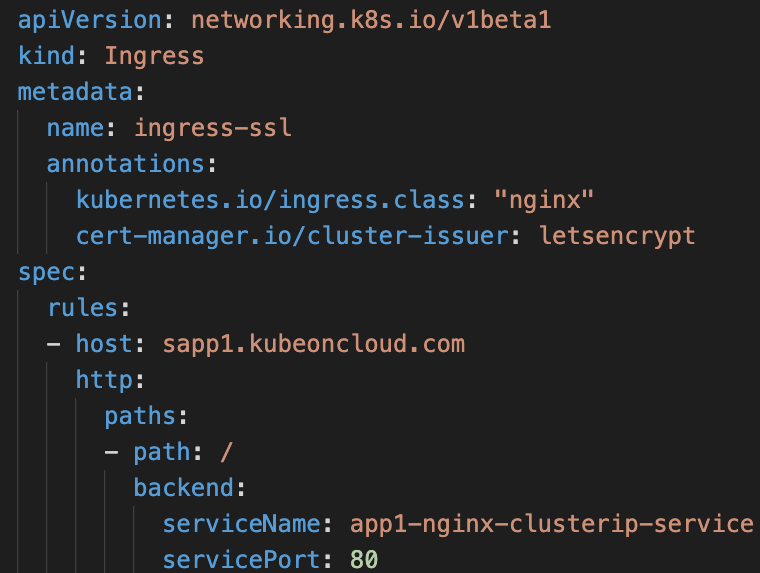 apiVersion: networking.k8s.io/v1beta1
kind: Ingress
metadata:
  name: ingress-ssl
  annotations:
    kubernetes.io/ingress.class: "nginx"
    cert-manager.io/cluster-issuer: letsencrypt
spec:
  rules:
  - host: sapp1.kubeoncloud.com
    http:
      paths:
      - path: /
        backend:
          serviceName: app1-nginx-clusterip-service
          servicePort: 80